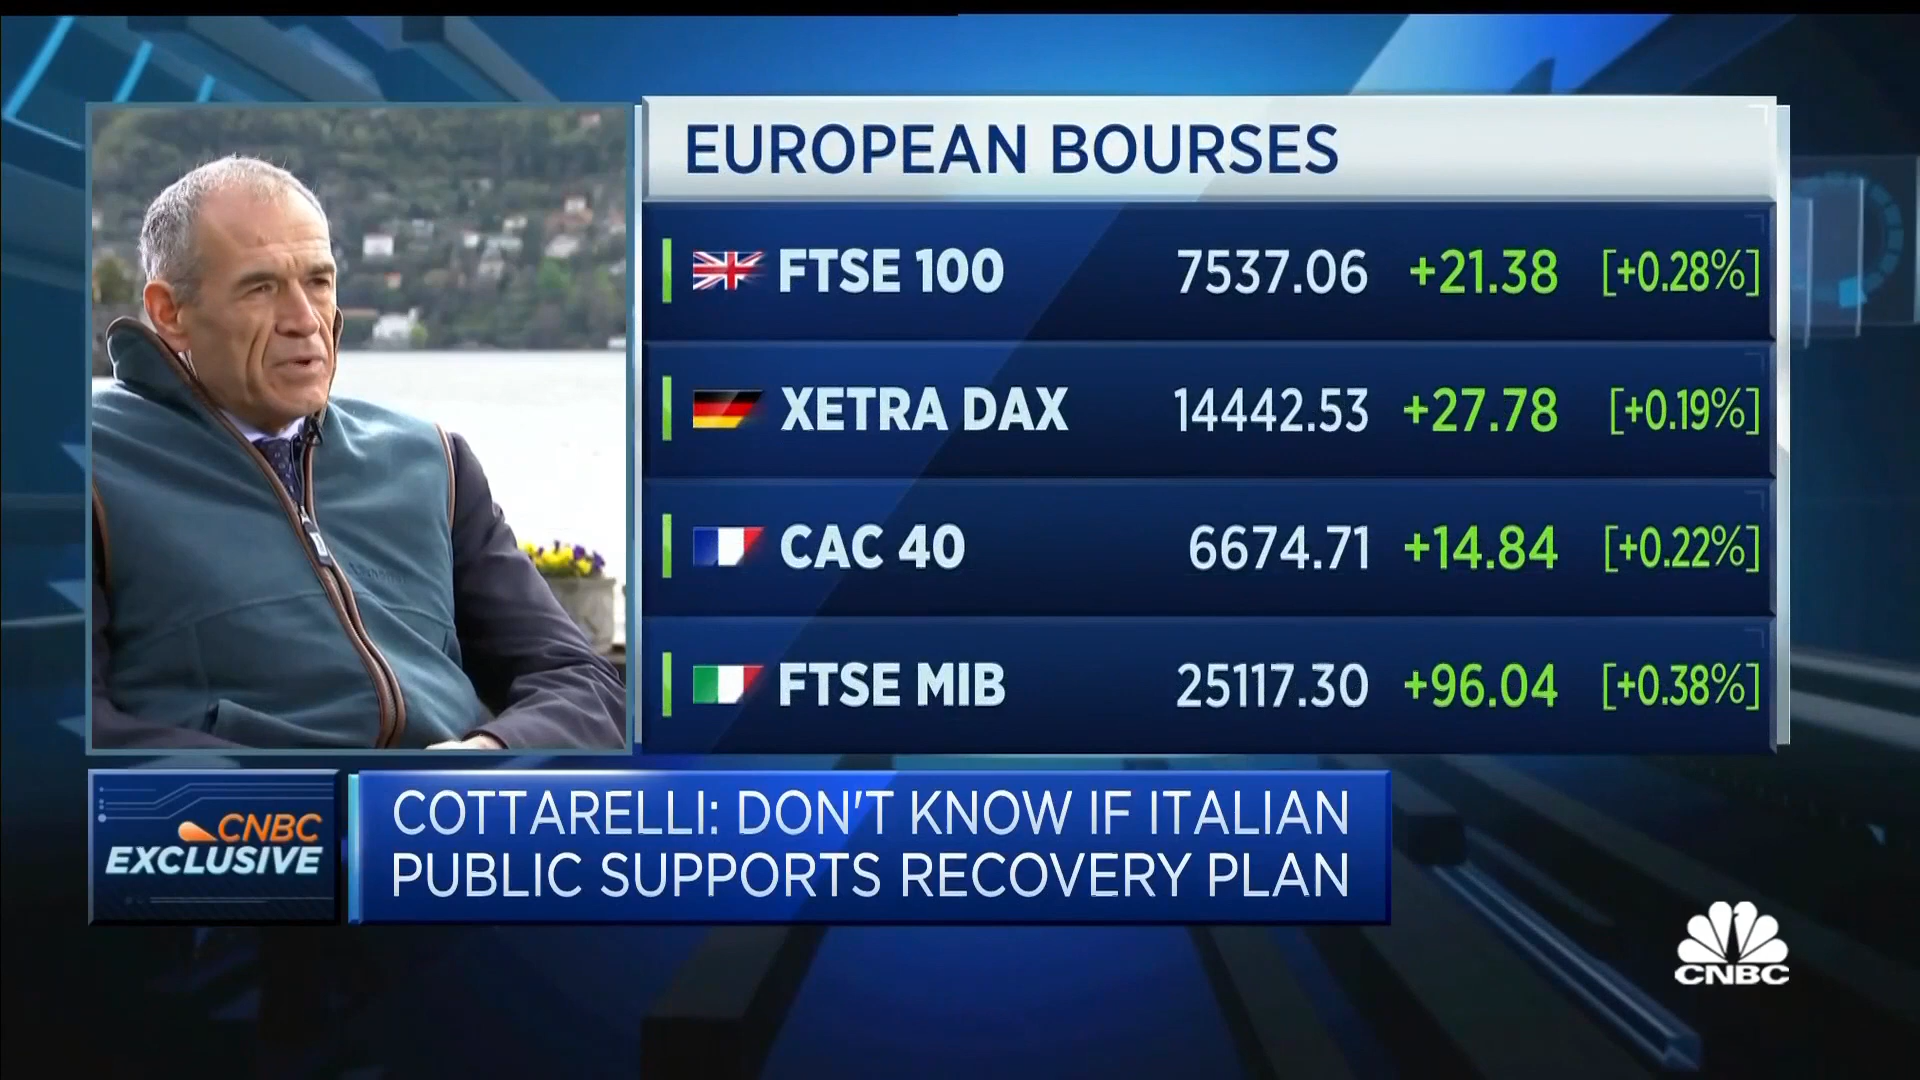 EUROPEAN BOURSES
FTSE 100 7537.06 +21.38 [+0.28%]
XETRA DAX 14442.53 +27.78 [+0.19%]
CAC 40 6674.71 +14.84 [+0.22%]
FTSE MIB 25117.30 +96.04 [+0.38%]
CNBC
EXCLUSIVE
COTTARELLI: DON'T KNOW IF ITALIAN
PUBLIC SUPPORTS RECOVERY PLAN
CNBC